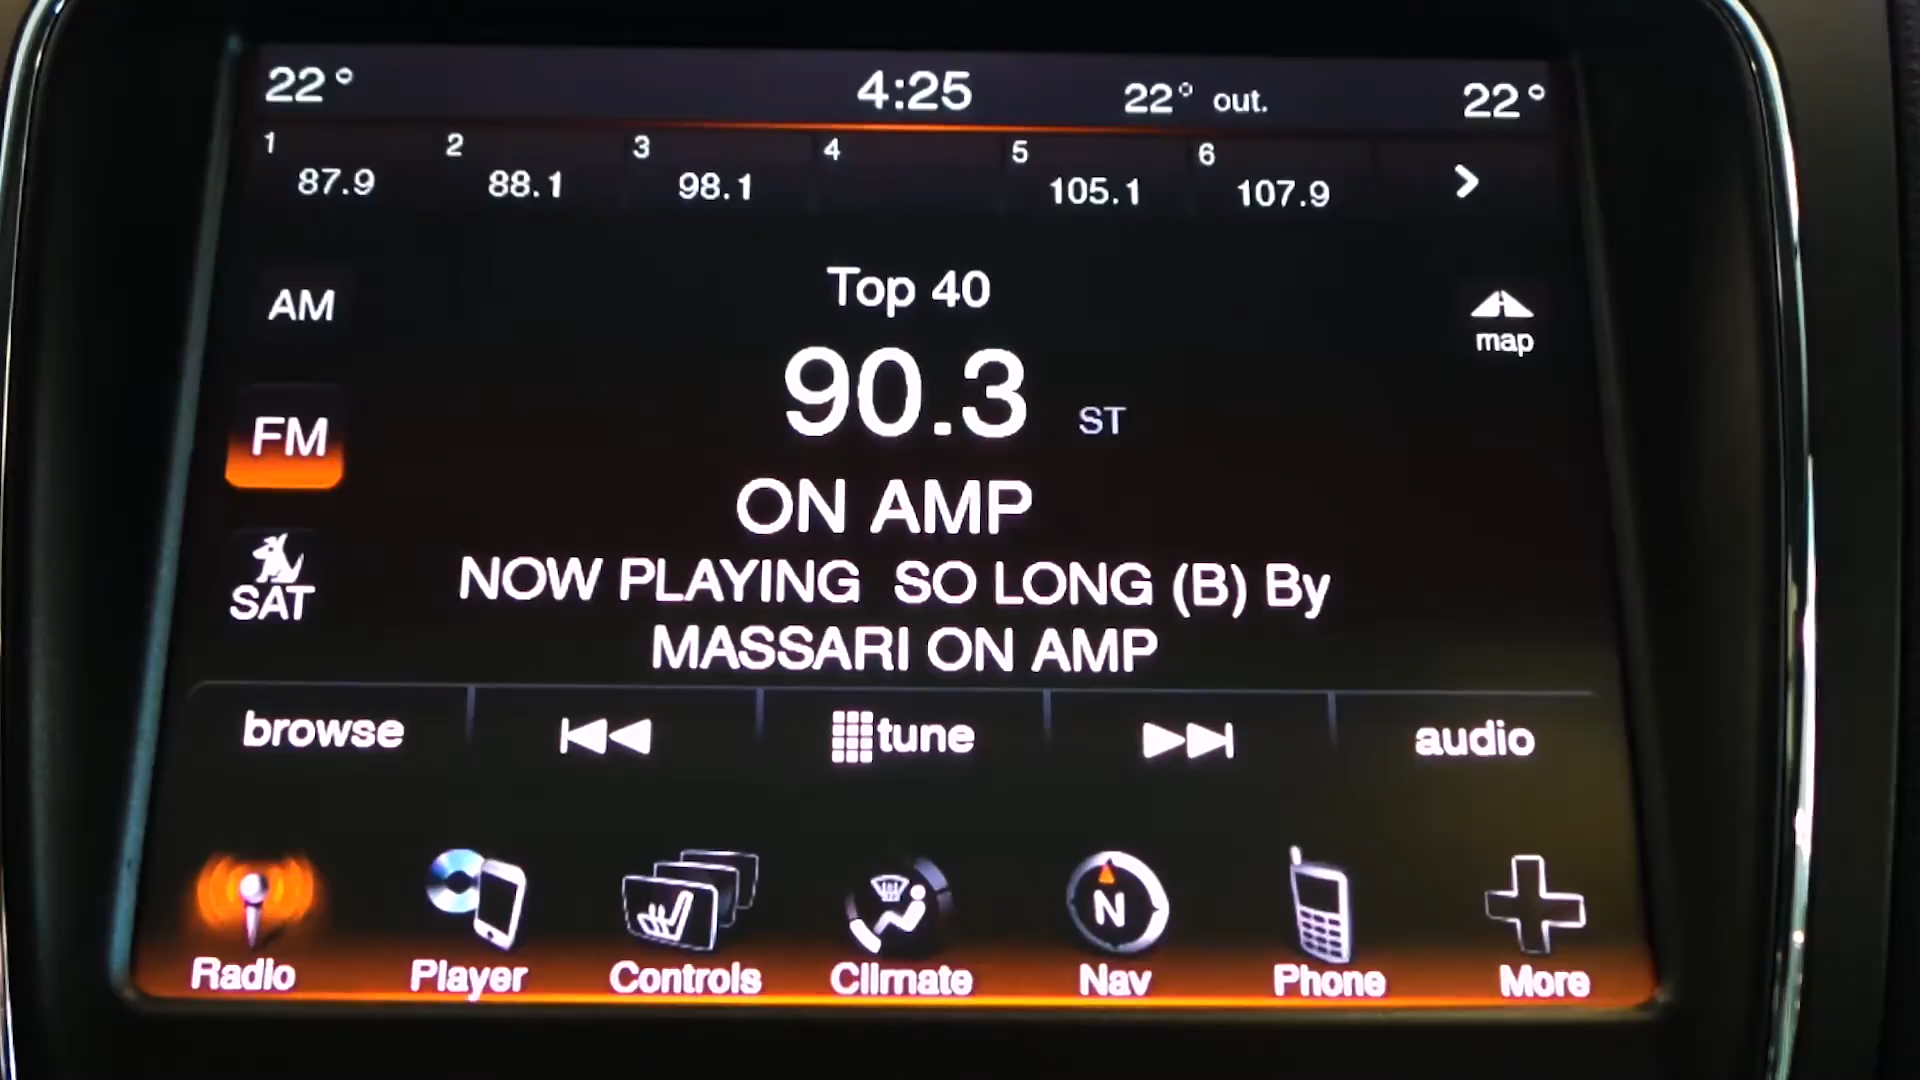 22° 4:25 22° out. 22°
1 2 3 4 5 6
87.9 88.1 98.1 105.1 107.9
AM
Top 40
map
90.3 ST
FM
ON AMP
SAT
NOW PLAYING SO LONG (B) By
MASSARI ON AMP
browse tune audio
N
Radio Player Controls Climate Nav Phone More